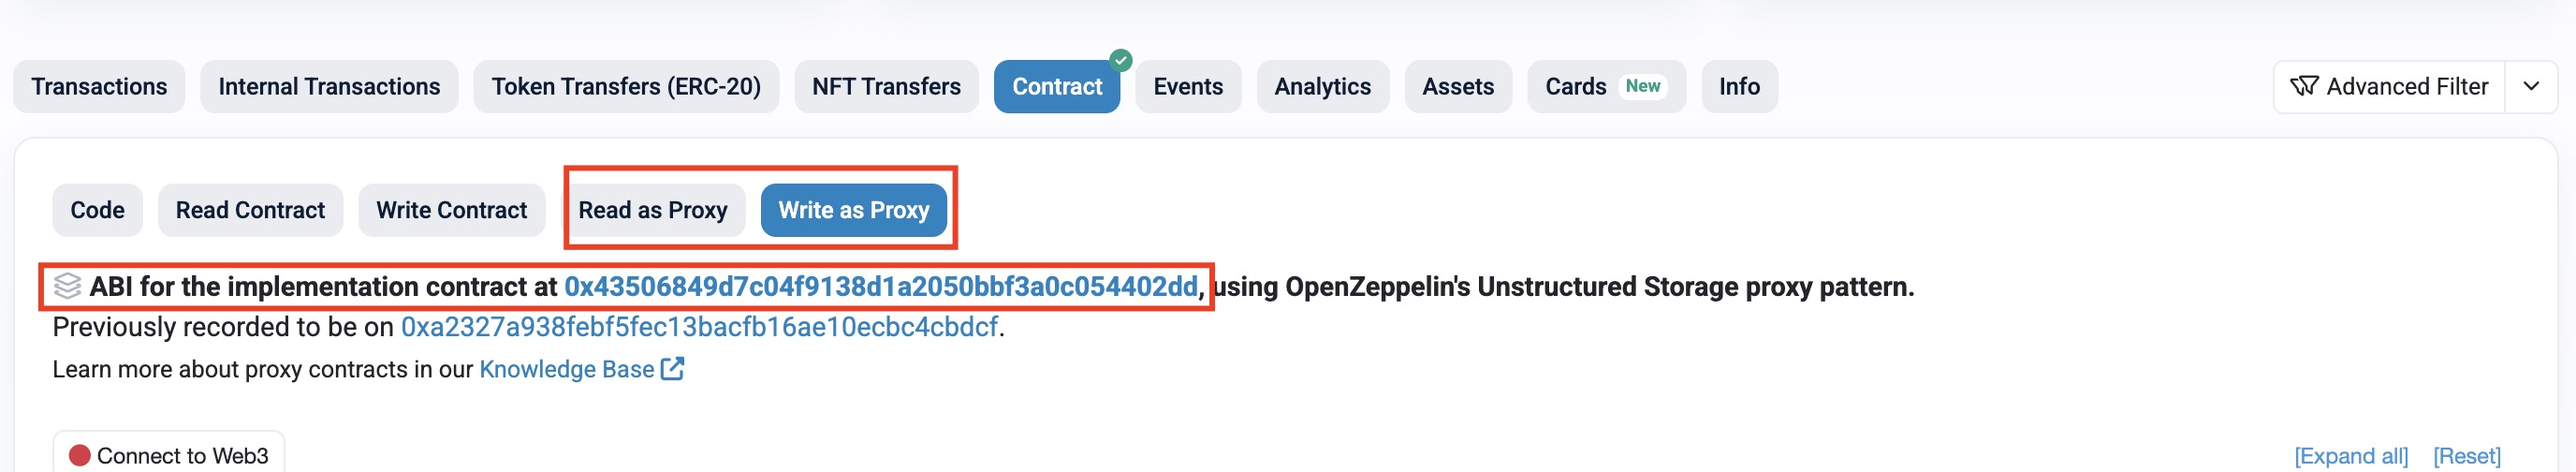 Transactions Internal Transactions Token Transfers (ERC-20) NFT Transfers Contract Events Analytics Assets Cards New Info Advanced Filter
Code Read Contract Write Contract Read as Proxy Write as Proxy
ABI for the implementation contract at 0x43506849d7c04f9138d1a2050bbf3a0c054402dd, using OpenZeppelin's Unstructured Storage proxy pattern.
Previously recorded to be on 0xa2327a938febf5fec13bacfb16ae10ecbc4cbdcf.
Learn more about proxy contracts in our Knowledge Base
Connect to Web3 [Expand all] [Reset]